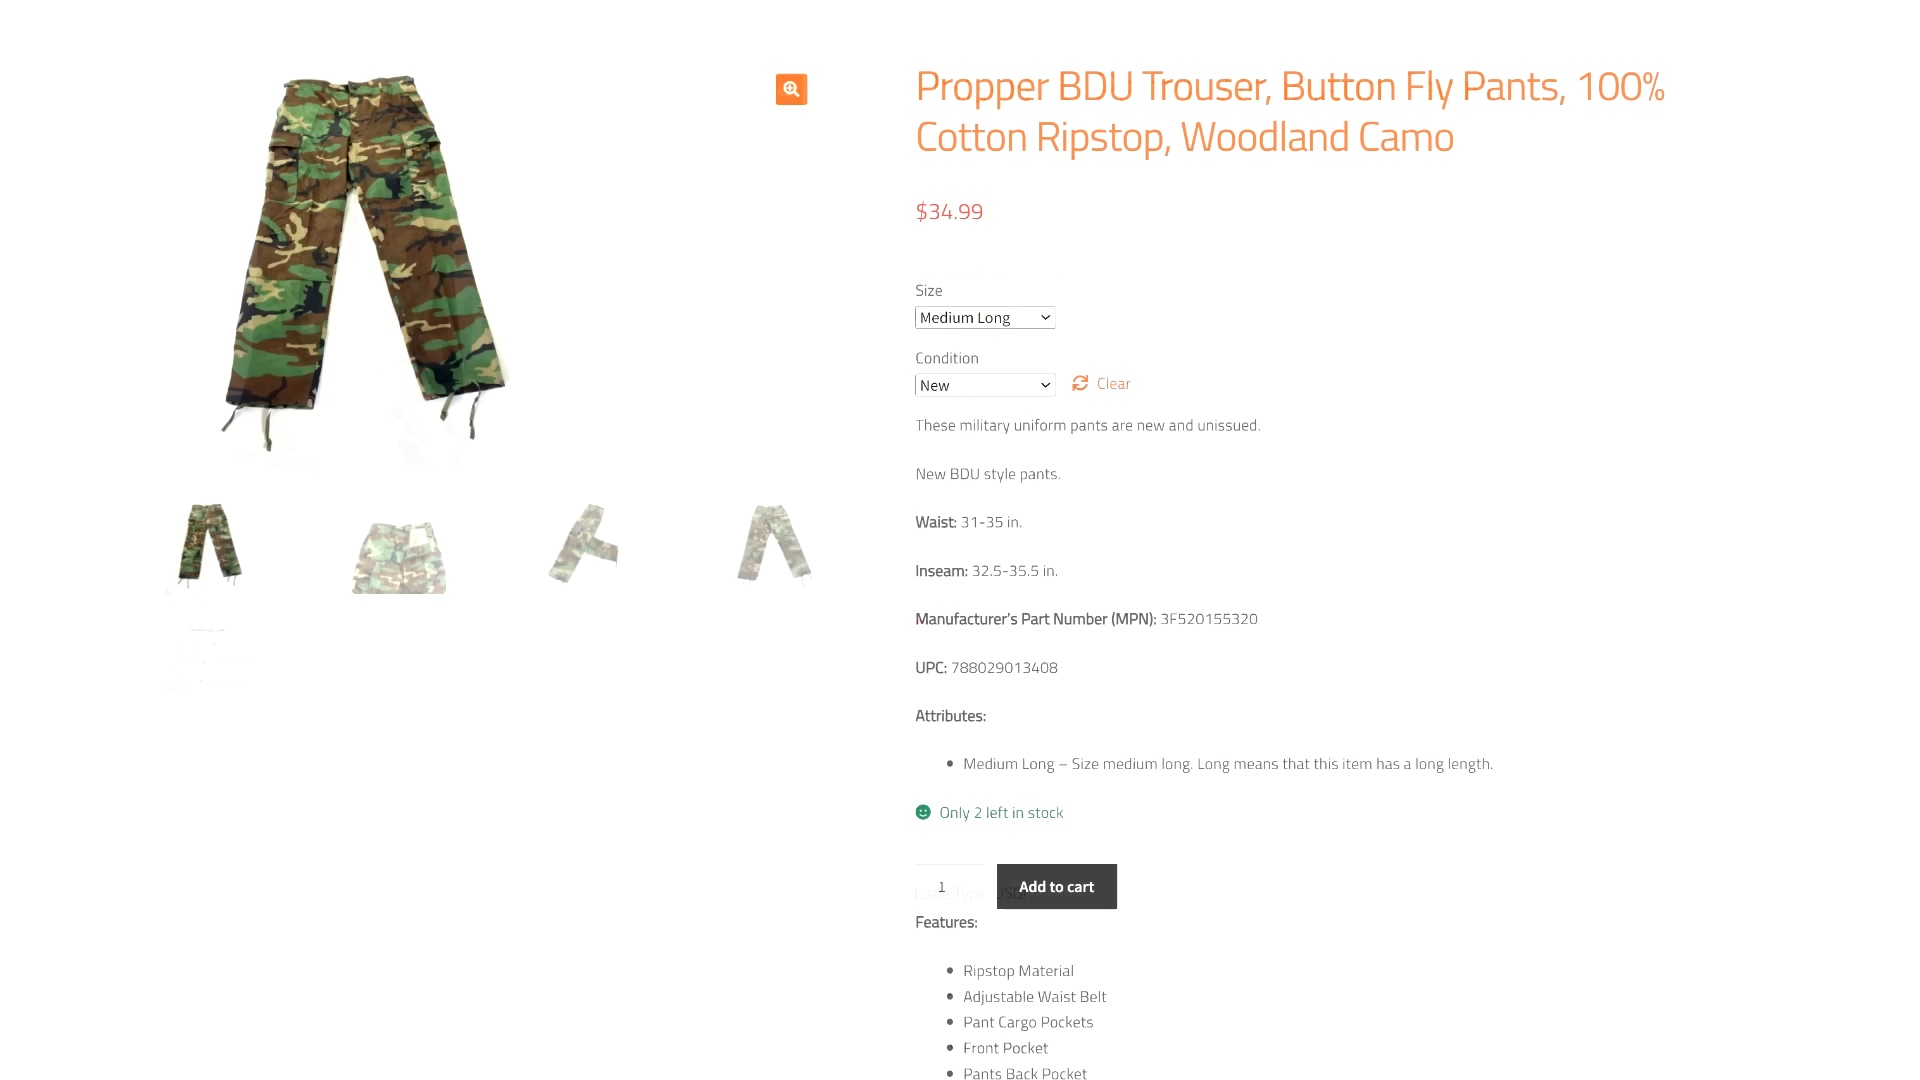 Propper BDU Trouser, Button Fly Pants, 100%
Cotton Ripstop, Woodland Camo
$34.99
Size
Medium Long
Condition
New
Clear
These military uniform pants are new and unissued.
New BDU style pants.
Waist: 31-35 in.
Inseam: 32.5-35.5 in.
Manufacturer's Part Number (MPN): 3F520155320
UPC: 788029013408
Attributes:
Medium Long – Size medium long. Long means that this item has a long length.
Only 2 left in stock
1
Add to cart
Features:
Ripstop Material
Adjustable Waist Belt
Pant Cargo Pockets
Front Pocket
Pants Back Pocket